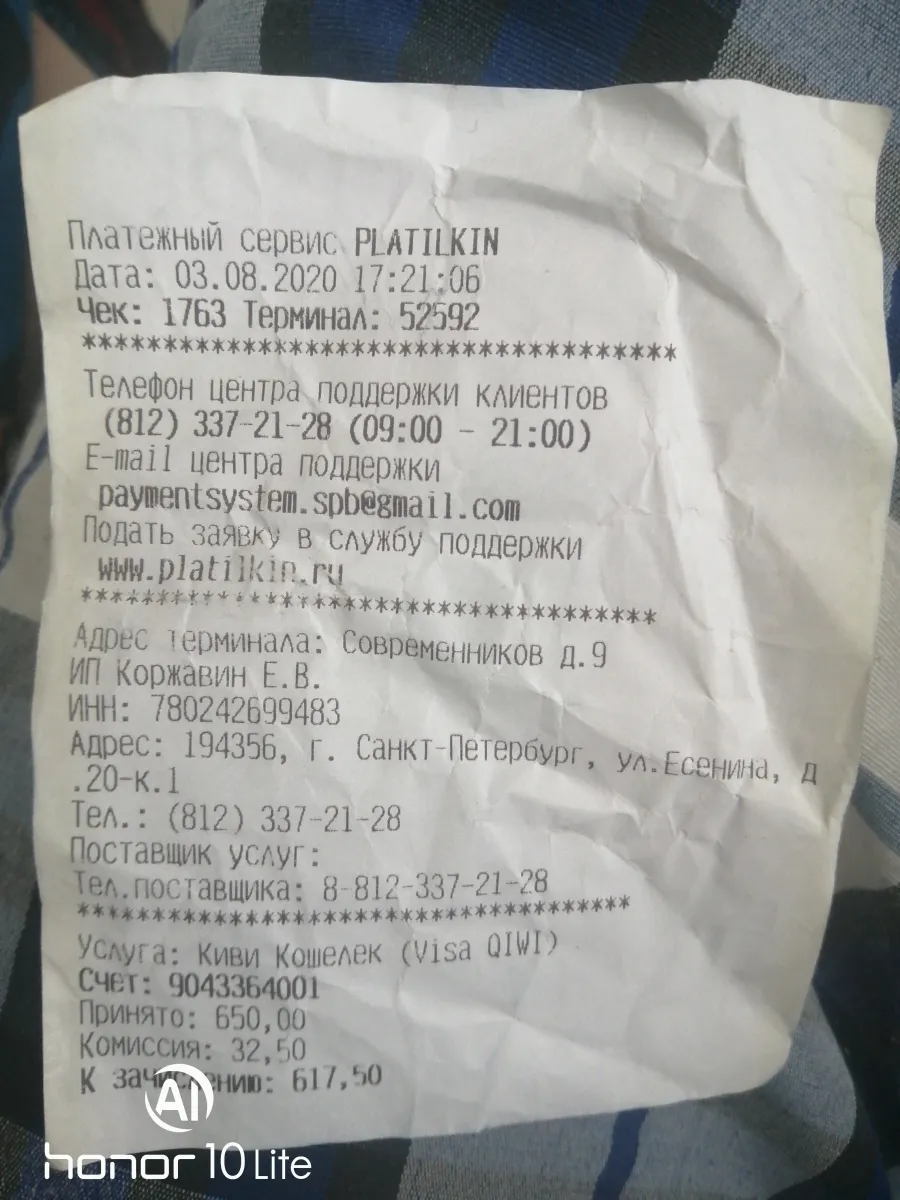 Платежный сервис PLATILKIN
Дата: 03.08.2020 17:21:06
Чек: 1763 Терминал: 52592
*************************************
Телефон центра поддержки клиентов
(812) 337-21-28 (09:00 - 21:00)
E-mail центра поддержки
paymentsystem.spb@gmail.com
Подать заявку в службу поддержки
www.platilkin.ru
*************************************
Адрес терминала: Современников д.9
ИП Коржавин Е.В.
ИНН: 780242699483
Адрес: 194356, г. Санкт-Петербург, ул.Есенина, д
.20-к.1
Тел.: (812) 337-21-28
Поставщик услуг:
Тел.поставщика: 8-812-337-21-28
*************************************
Услуга: Киви Кошелек (Visa QIWI)
Счет: 9043364001
Принято: 650,00
Комиссия: 32,50
К зачислению: 617,50
AI
honor 10 Lite